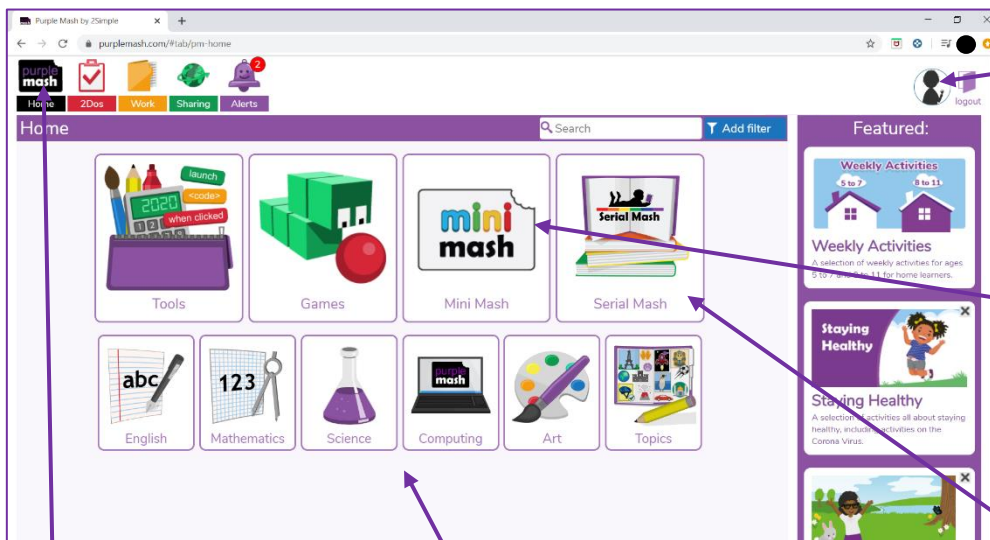 Purple Mash by 2Simple
purplemash.com/#tab/pm-home
purple
mash
2
Home
2Dos
Work
Sharing
Alerts
logout
Home
Search
Add filter
Featured:
launch
<code>
2020
when clicked
Tools
Games
mini
mash
Mini Mash
Serial Mash
Serial Mash
abc
English
123
Mathematics
Science
purple
mash
Computing
Art
Topics
Weekly Activities
5 to 7
8 to 11
Weekly Activities
A selection of weekly activities for ages
5 to 7 and 8 to 11 for home learners.
Staying
Healthy
Staying Healthy
A selection of activities all about staying
healthy, including activities on the
Corona Virus.